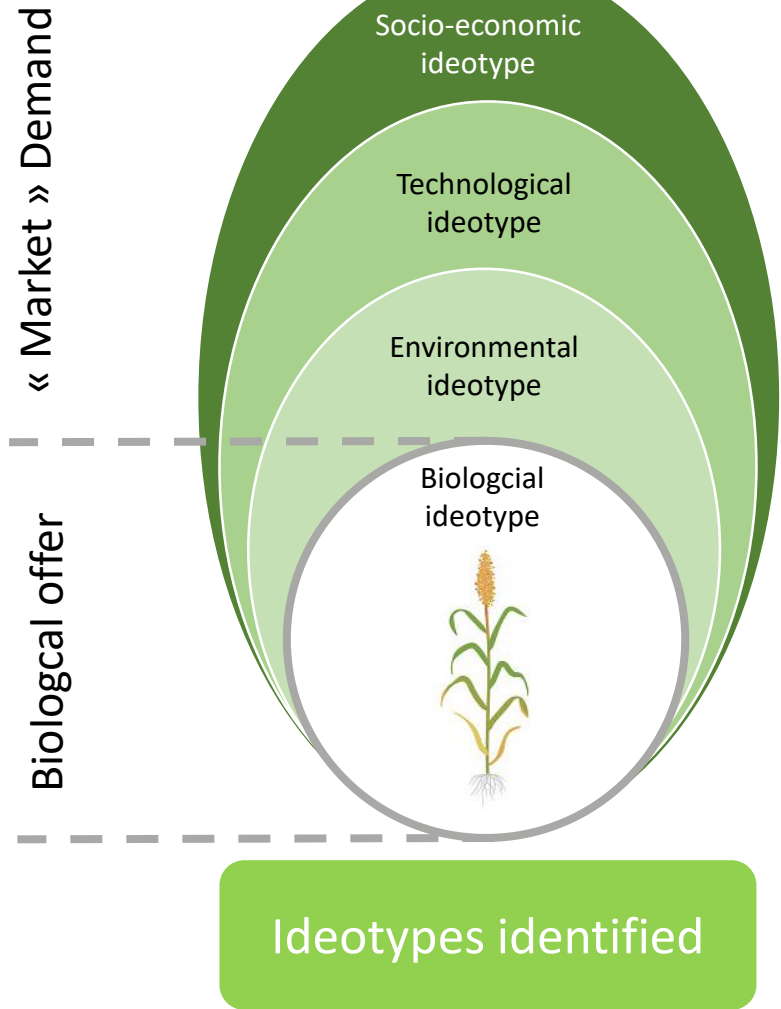 « Market » Demand
Socio-economic
ideotype
Technological
ideotype
Environmental
ideotype
Biologcal offer
Biologcial
ideotype
Ideotypes identified